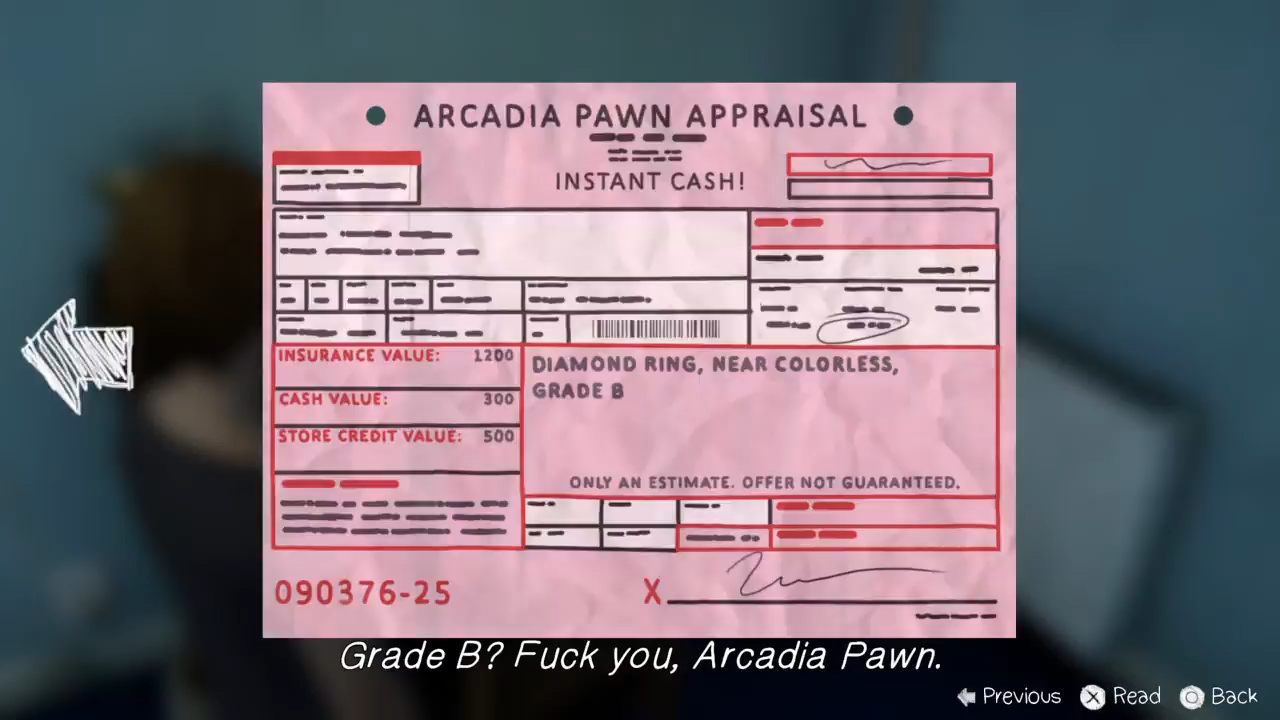 ARCADIA PAWN APPRAISAL
INSTANT CASH!
INSURANCE VALUE: 1200
CASH VALUE: 300
STORE CREDIT VALUE: 500
DIAMOND RING, NEAR COLORLESS,
GRADE B
ONLY AN ESTIMATE. OFFER NOT GUARANTEED.
090376-25
X
Grade B? Fuck you, Arcadia Pawn.
Previous
Read
Back